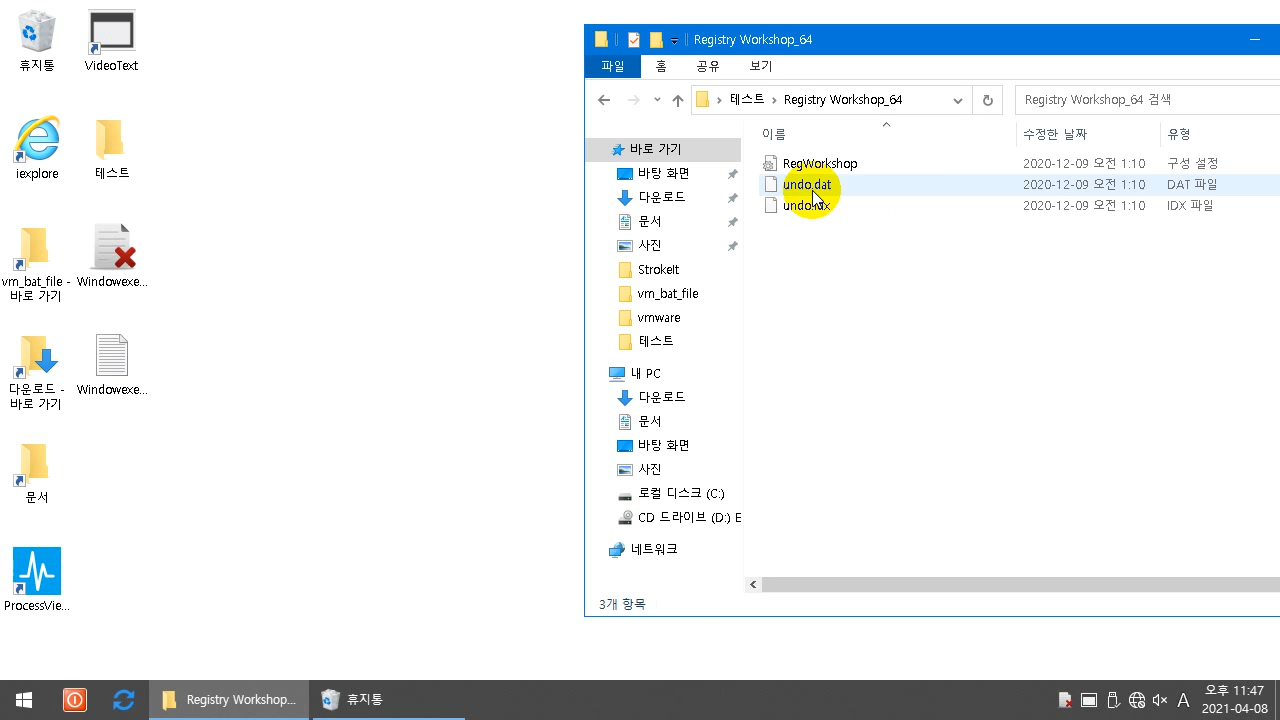 휴지통
VideoText
iexplore
테스트
vm_bat_file -
바로 가기
Windowexe...
다운로드 -
바로 가기
Windowexe...
문서
ProcessVie...
Registry Workshop_64
파일
홈
공유
보기
테스트
Registry Workshop_64
Registry Workshop_64 검색
이름
수정한 날짜
유형
RegWorkshop
2020-12-09 오전 1:10
구성 설정
undo.dat
2020-12-09 오전 1:10
DAT 파일
undo.idx
2020-12-09 오전 1:10
IDX 파일
바로 가기
바탕 화면
다운로드
문서
사진
StrokeIt
vm_bat_file
vmware
테스트
내 PC
다운로드
문서
바탕 화면
사진
로컬 디스크 (C:)
CD 드라이브 (D:) E
네트워크
3개 항목
Registry Workshop...
휴지통
A
오후 11:47
2021-04-08